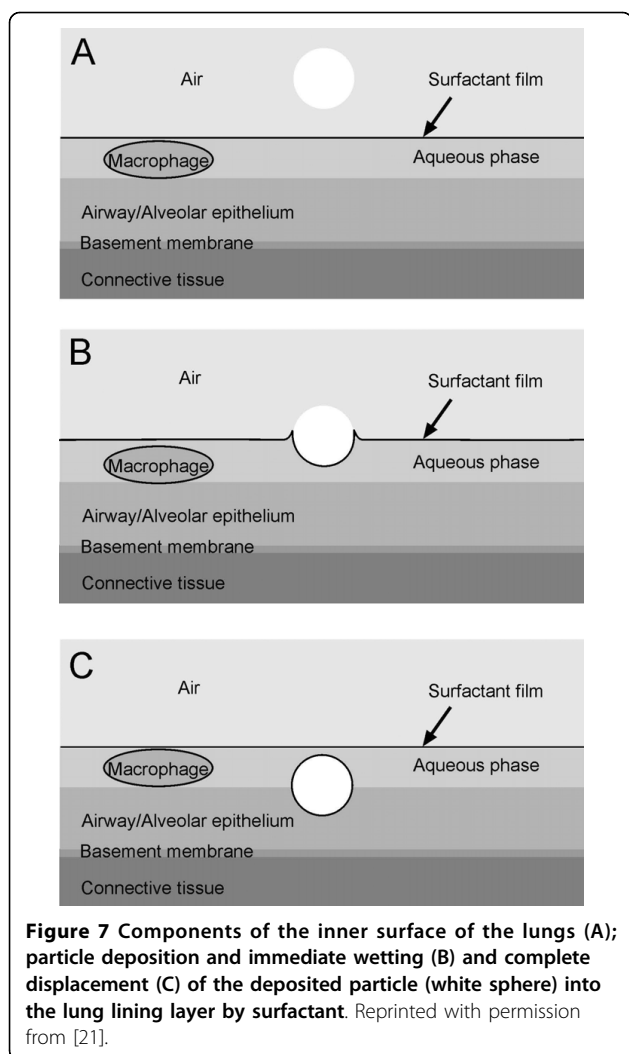 A
Air
Surfactant film
Macrophage
Aqueous phase
Airway/Alveolar epithelium
Basement membrane
Connective tissue
B
Air
Surfactant film
Macrophage
Aqueous phase
Airway/Alveolar epithelium
Basement membrane
Connective tissue
C
Air
Surfactant film
Macrophage
Aqueous phase
Airway/Alveolar epithelium
Basement membrane
Connective tissue
Figure 7 Components of the inner surface of the lungs (A);
particle deposition and immediate wetting (B) and complete
displacement (C) of the deposited particle (white sphere) into
the lung lining layer by surfactant. Reprinted with permission
from [21].